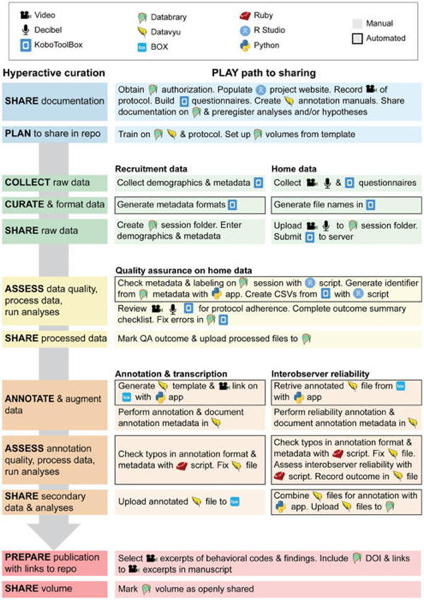 Video
Databrary
Ruby
Manual
Decibel
Datavyu
R Studio
Automated
KoboToolBox
BOX
Python
Hyperactive curation
PLAY path to sharing
SHARE documentation
Obtain authorization. Populate project website. Record of
protocol. Build questionnaires. Create annotation manuals. Share
documentation on & preregister analyses and/or hypotheses
PLAN to share in repo
Train on & protocol. Set up volumes from template
Recruitment data
Home data
COLLECT raw data
Collect demographics & metadata
Collect & questionnaires
CURATE & format data
Generate metadata formats
Generate file names in
SHARE raw data
Create session folder. Enter
demographics & metadata
Upload to session folder.
Submit to server
Quality assurance on home data
ASSESS data quality,
process data,
run analyses
Check metadata & labeling on session with script. Generate identifier
from metadata with app. Create CSVs from with script
Review for protocol adherence. Complete outcome summary
checklist. Fix errors in
SHARE processed data
Mark QA outcome & upload processed files to
Annotation & transcription
Interobserver reliability
ANNOTATE & augment
data
Generate template & link on
with app
Retrive annotated file from
with app
Perform annotation & document
annotation metadata in
Perform reliability annotation &
document metadata in
ASSESS annotation
quality, process data,
run analyses
Check typos in annotation format &
metadata with script. Fix file
Check typos in annotation format &
metadata with script. Fix file.
Assess interobserver reliability with
script. Record outcome in file
SHARE secondary
data & analyses
Upload annotated file to
Combine files for annotation with
app. Upload files to
PREPARE publication
with links to repo
Select excerpts of behavioral codes & findings. Include DOI & links
to excerpts in manuscript
SHARE volume
Mark volume as openly shared